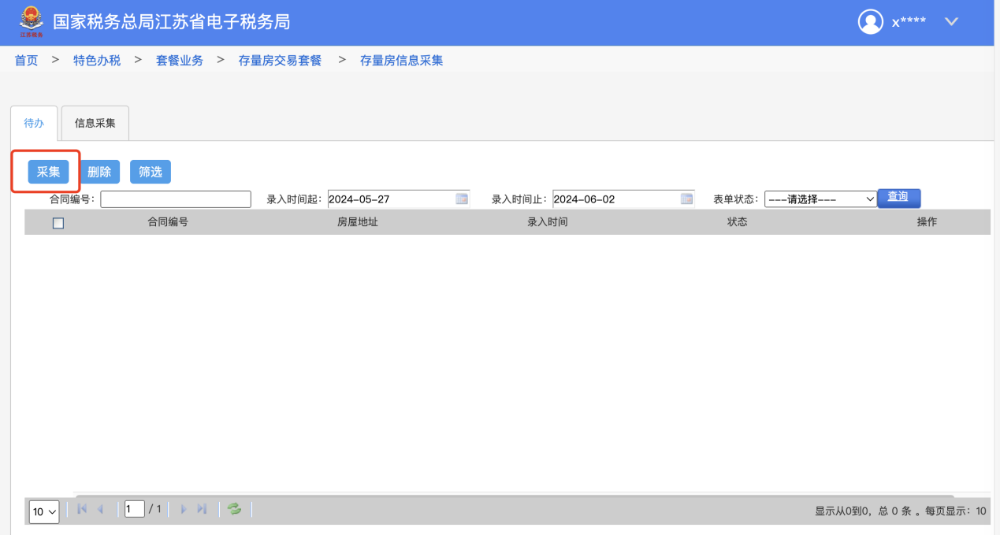 江苏税务
国家税务总局江苏省电子税务局
x****
首页 > 特色办税 > 套餐业务 > 存量房交易套餐 > 存量房信息采集
待办 信息采集
采集 删除 筛选
合同编号: 录入时间起: 2024-05-27 录入时间止: 2024-06-02 表单状态: ---请选择--- 查询
合同编号 房屋地址 录入时间 状态 操作
10 1 / 1 显示从0到0，总 0 条 。每页显示：10